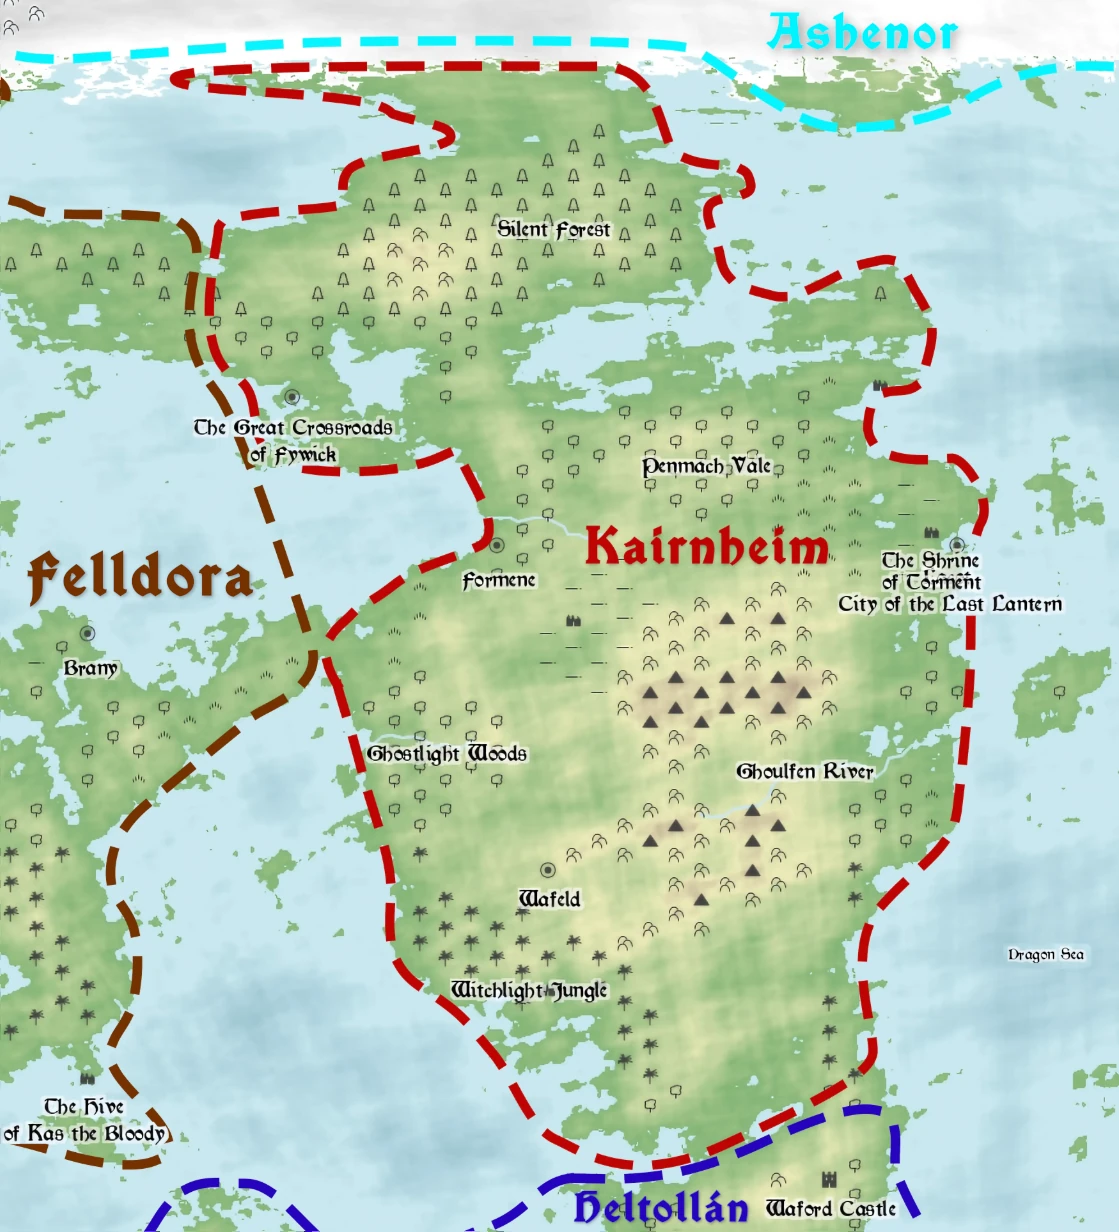 Ashenor
Silent Forest
The Great Crossroads
of Fywick
Penmach Vale
Kairnheim
Felldora
Formene
The Shrine
of Torment
City of the Last Lantern
Brany
Ghostlight Woods
Ghoulfen River
Wafeld
Dragon Sea
Witchlight Jungle
The Hive
of Kas the Bloody
Heltollán
Waford Castle